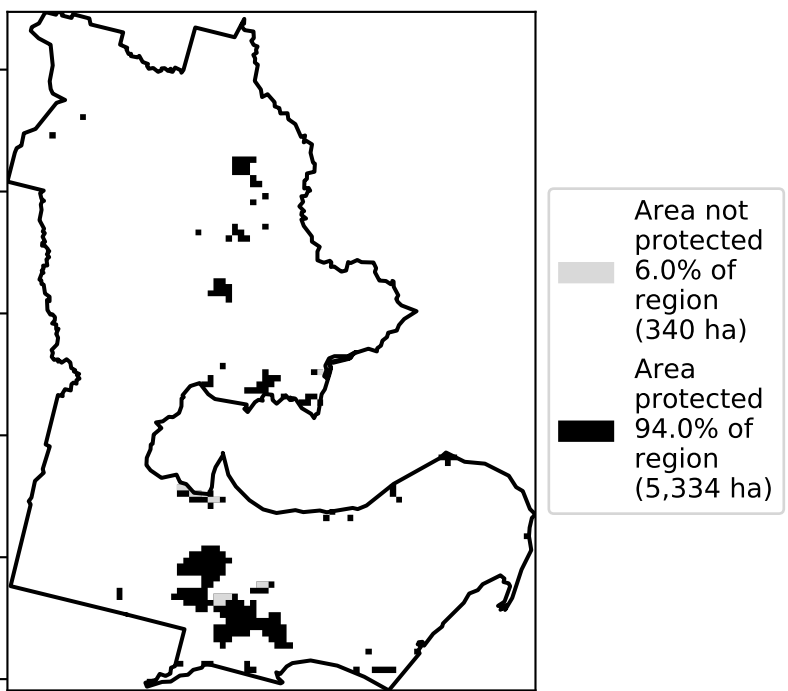 Area not
protected
6.0% of
region
(340 ha)
Area
protected
94.0% of
region
(5,334 ha)